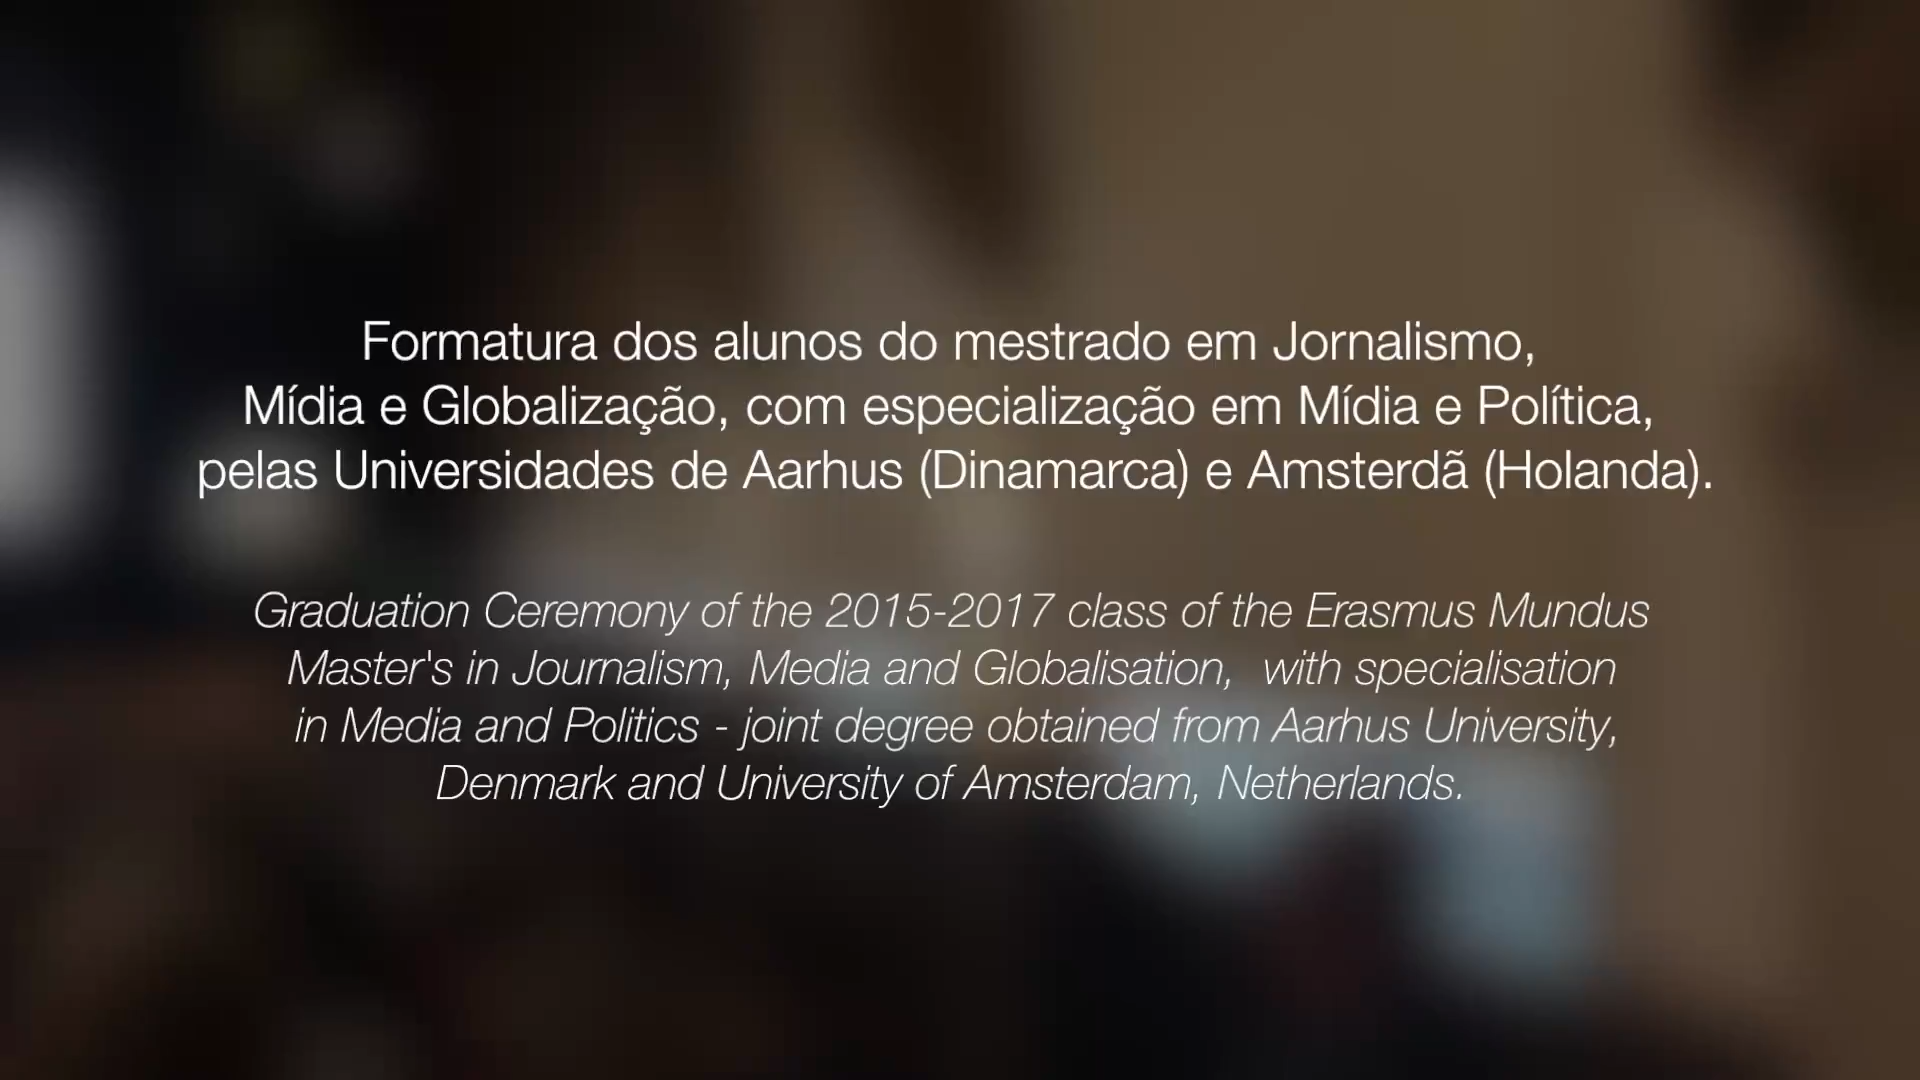 Formatura dos alunos do mestrado em Jornalismo,
Mídia e Globalização, com especialização em Mídia e Política,
pelas Universidades de Aarhus (Dinamarca) e Amsterdã (Holanda).
Graduation Ceremony of the 2015-2017 class of the Erasmus Mundus
Master's in Journalism, Media and Globalisation, with specialisation
in Media and Politics - joint degree obtained from Aarhus University,
Denmark and University of Amsterdam, Netherlands.